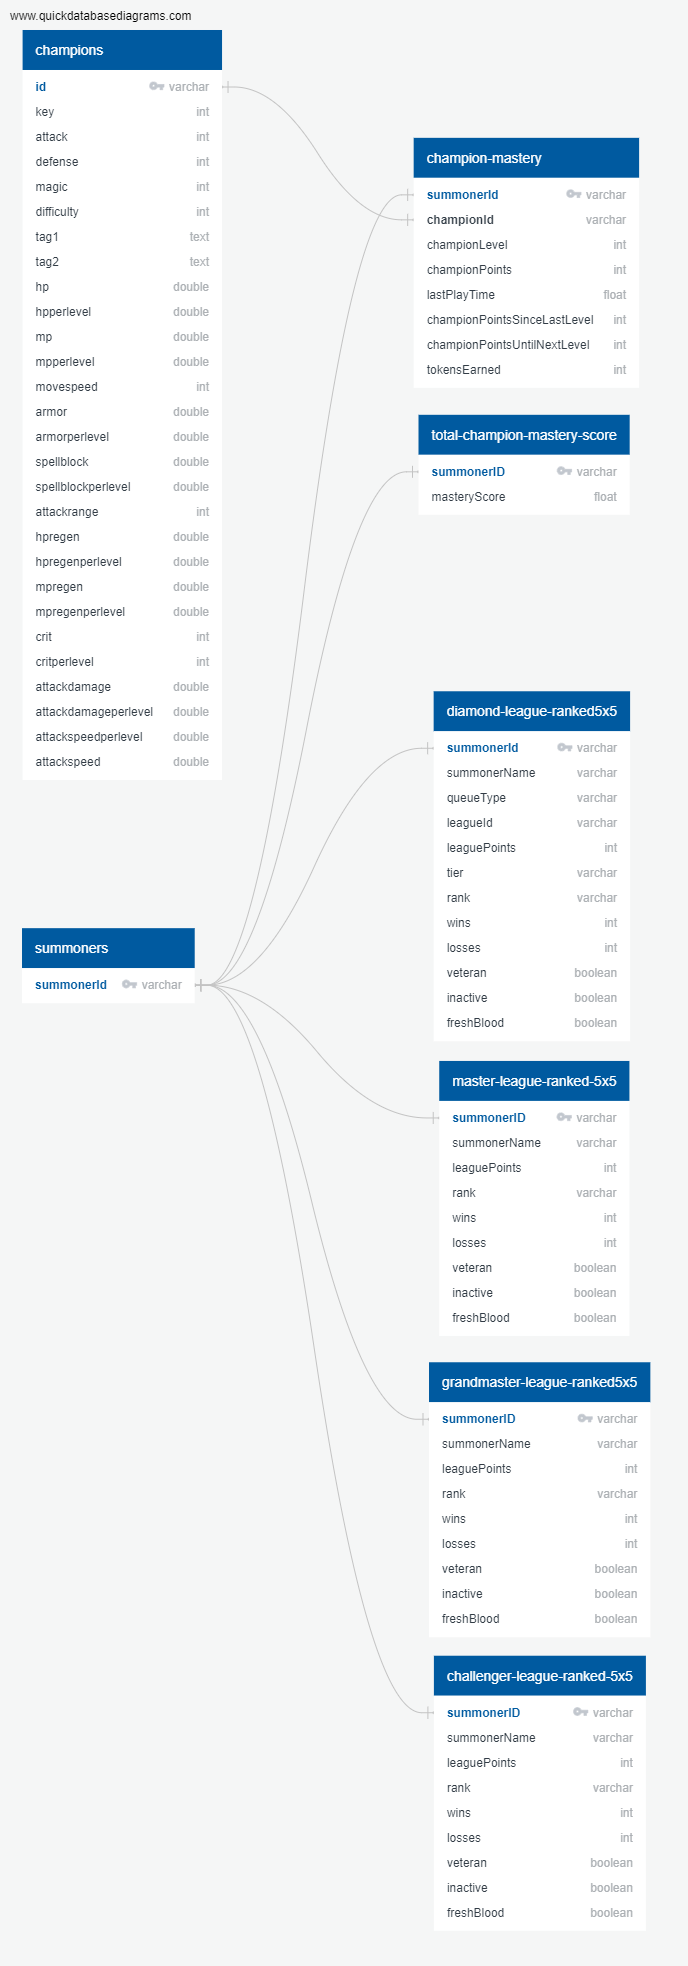 www.quickdatabasediagrams.com
champions
id varchar
key int
attack int
defense int
magic int
difficulty int
tag1 text
tag2 text
hp double
hpperlevel double
mp double
mpperlevel double
movespeed int
armor double
armorperlevel double
spellblock double
spellblockperlevel double
attackrange int
hpregen double
hpregenperlevel double
mpregen double
mpregenperlevel double
crit int
critperlevel int
attackdamage double
attackdamageperlevel double
attackspeedperlevel double
attackspeed double
summoners
summonerId varchar
champion-mastery
summonerId varchar
championId varchar
championLevel int
championPoints int
lastPlayTime float
championPointsSinceLastLevel int
championPointsUntilNextLevel int
tokensEarned int
total-champion-mastery-score
summonerID varchar
masteryScore float
diamond-league-ranked5x5
summonerId varchar
summonerName varchar
queueType varchar
leagueId varchar
leaguePoints int
tier varchar
rank varchar
wins int
losses int
veteran boolean
inactive boolean
freshBlood boolean
master-league-ranked-5x5
summonerID varchar
summonerName varchar
leaguePoints int
rank varchar
wins int
losses int
veteran boolean
inactive boolean
freshBlood boolean
grandmaster-league-ranked5x5
summonerID varchar
summonerName varchar
leaguePoints int
rank varchar
wins int
losses int
veteran boolean
inactive boolean
freshBlood boolean
challenger-league-ranked-5x5
summonerID varchar
summonerName varchar
leaguePoints int
rank varchar
wins int
losses int
veteran boolean
inactive boolean
freshBlood boolean